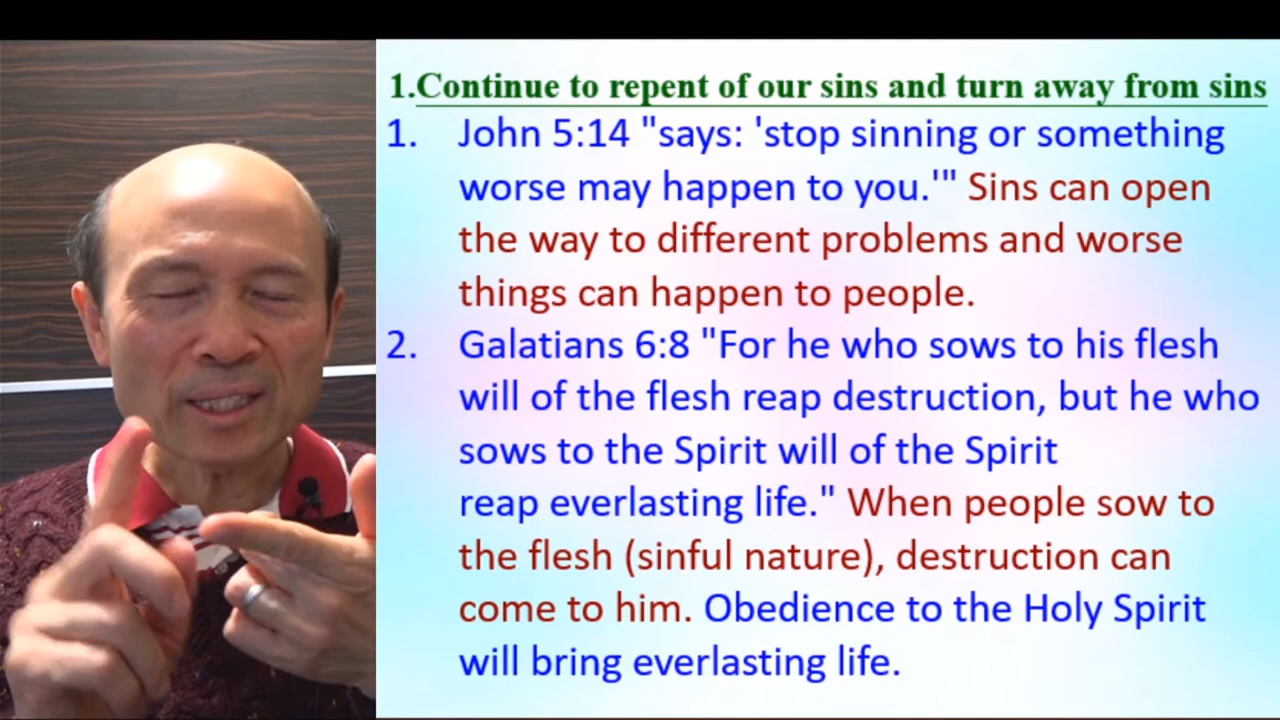 1.Continue to repent of our sins and turn away from sins
1. John 5:14 "says: 'stop sinning or something
worse may happen to you.'" Sins can open
the way to different problems and worse
things can happen to people.
2. Galatians 6:8 "For he who sows to his flesh
will of the flesh reap destruction, but he who
sows to the Spirit will of the Spirit
reap everlasting life." When people sow to
the flesh (sinful nature), destruction can
come to him. Obedience to the Holy Spirit
will bring everlasting life.